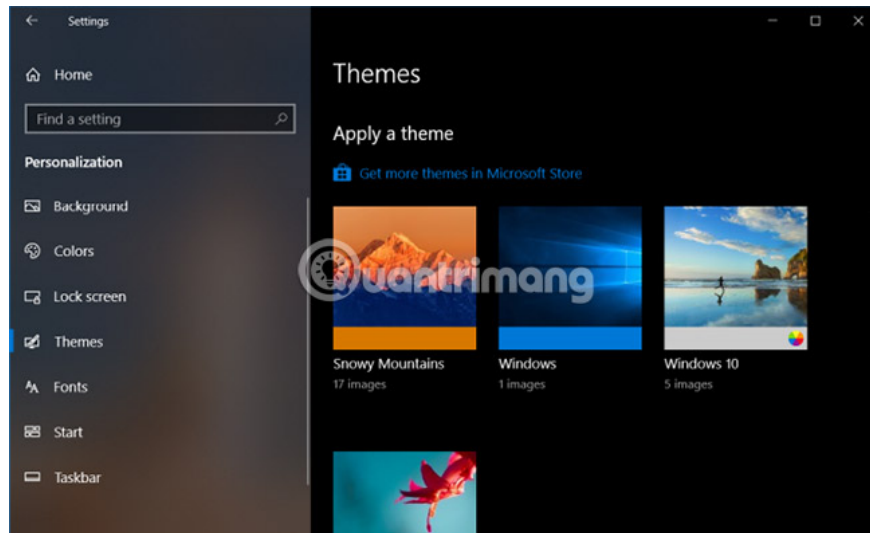 Settings
Home
Find a setting
Personalization
Background
Colors
Lock screen
Themes
Fonts
Start
Taskbar
Themes
Apply a theme
Get more themes in Microsoft Store
Quantrimang
Snowy Mountains
17 images
Windows
1 images
Windows 10
5 images